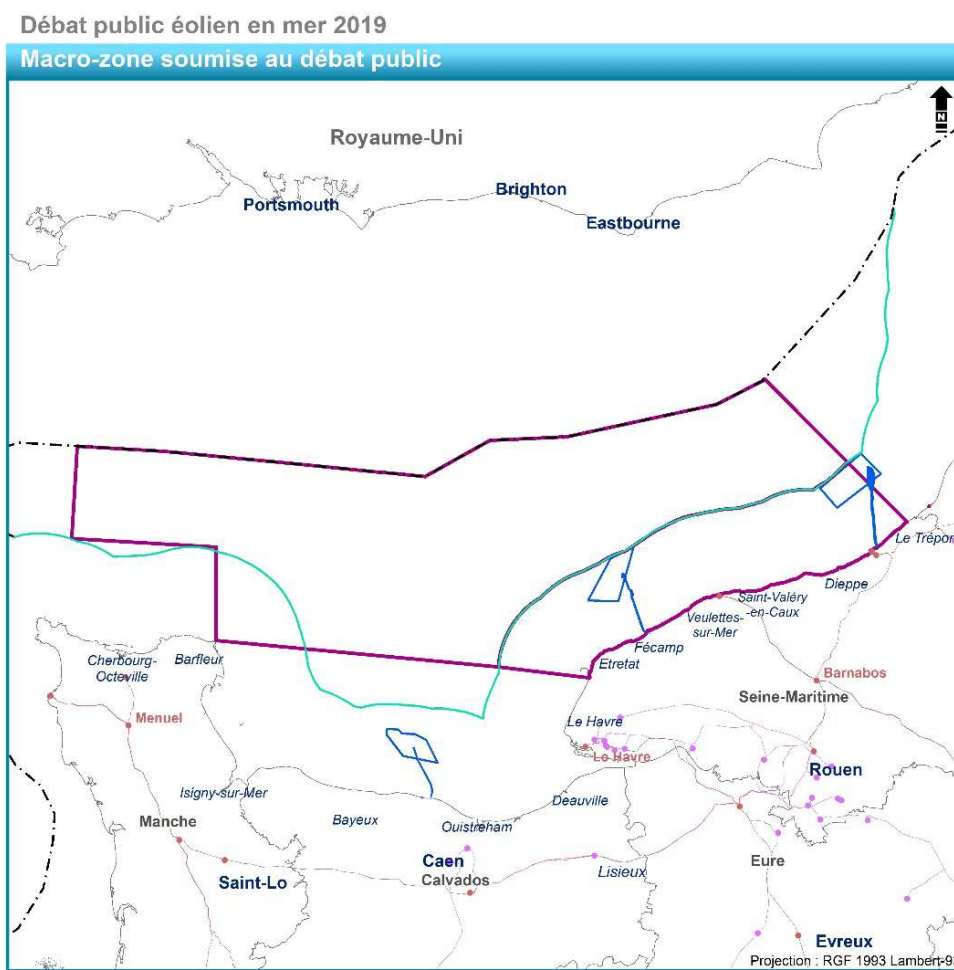 Débat public éolien en mer 2019
Macro-zone soumise au débat public
N
Royaume-Uni
Portsmouth
Brighton
Eastbourne
Le Trépor
Dieppe
Saint-Valéry
-en-Caux
Veulettes-
sur-Mer
Fécamp
Etretat
Cherbourg-
Octeville
Barfleur
Barnabos
Seine-Maritime
Menuel
Le Havre
Le Havre
Rouen
Isigny-sur-Mer
Deauville
Manche
Bayeux
Ouistreham
Caen
Calvados
Lisieux
Eure
Saint-Lo
Evreux
Projection : RGF 1993 Lambert-93